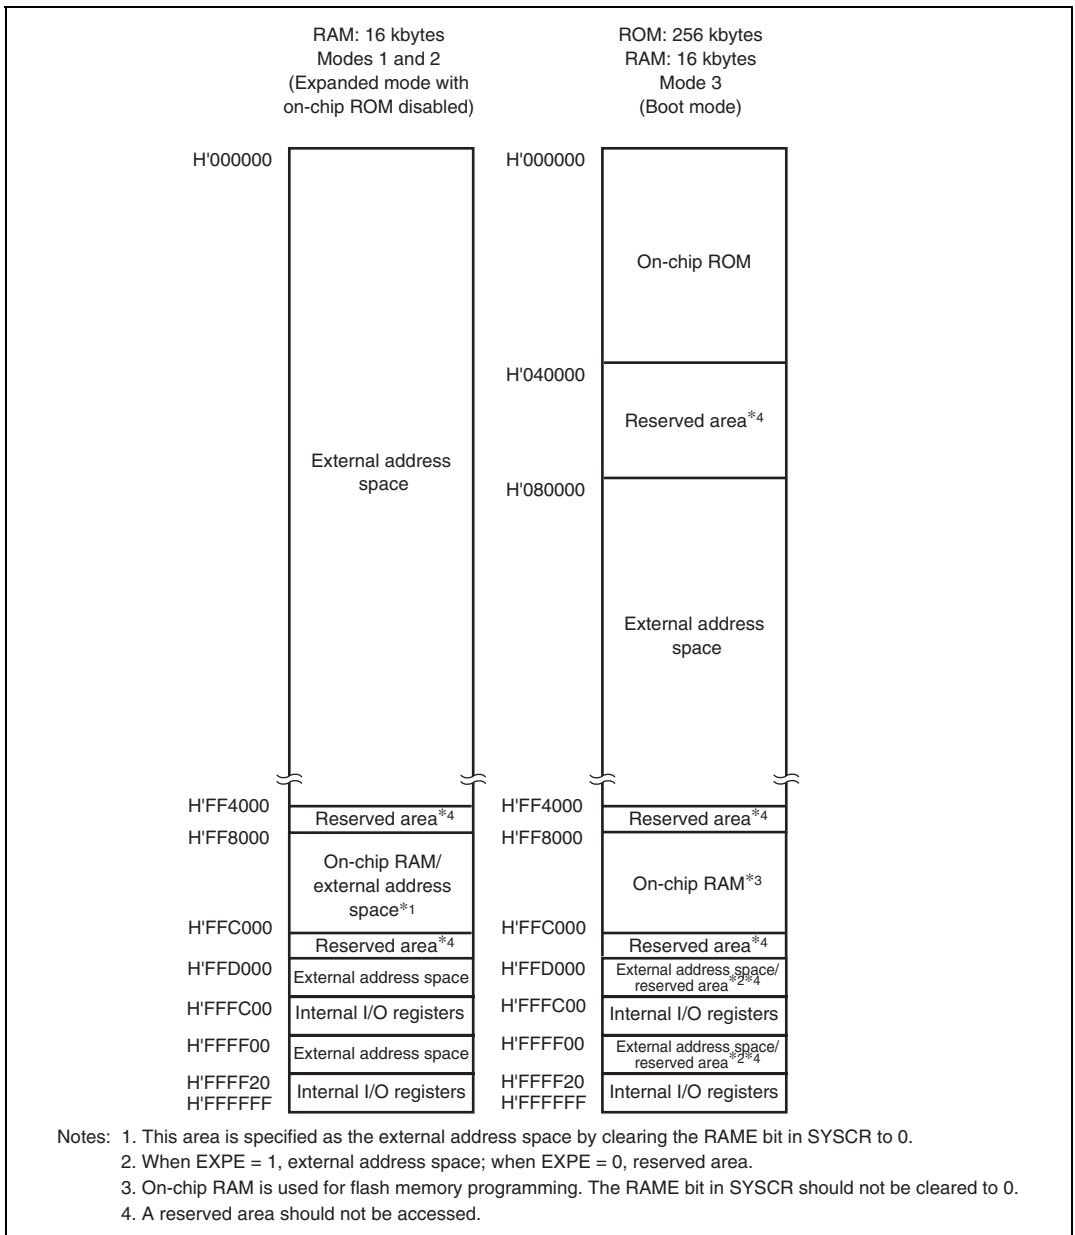 RAM: 16 kbytes
Modes 1 and 2
(Expanded mode with
on-chip ROM disabled)
H'000000
External address
space
H'FF4000
Reserved area*4
H'FF8000
On-chip RAM/
external address
space*1
H'FFC000
Reserved area*4
H'FFD000
External address space
H'FFFC00
Internal I/O registers
H'FFFF00
External address space
H'FFFF20
Internal I/O registers
H'FFFFFF
ROM: 256 kbytes
RAM: 16 kbytes
Mode 3
(Boot mode)
H'000000
On-chip ROM
H'040000
Reserved area*4
H'080000
External address
space
H'FF4000
Reserved area*4
H'FF8000
On-chip RAM*3
H'FFC000
Reserved area*4
H'FFD000
External address space/
reserved area*2*4
H'FFFC00
Internal I/O registers
H'FFFF00
External address space/
reserved area*2*4
H'FFFF20
Internal I/O registers
H'FFFFFF
Notes: 1. This area is specified as the external address space by clearing the RAME bit in SYSCR to 0.
2. When EXPE = 1, external address space; when EXPE = 0, reserved area.
3. On-chip RAM is used for flash memory programming. The RAME bit in SYSCR should not be cleared to 0.
4. A reserved area should not be accessed.